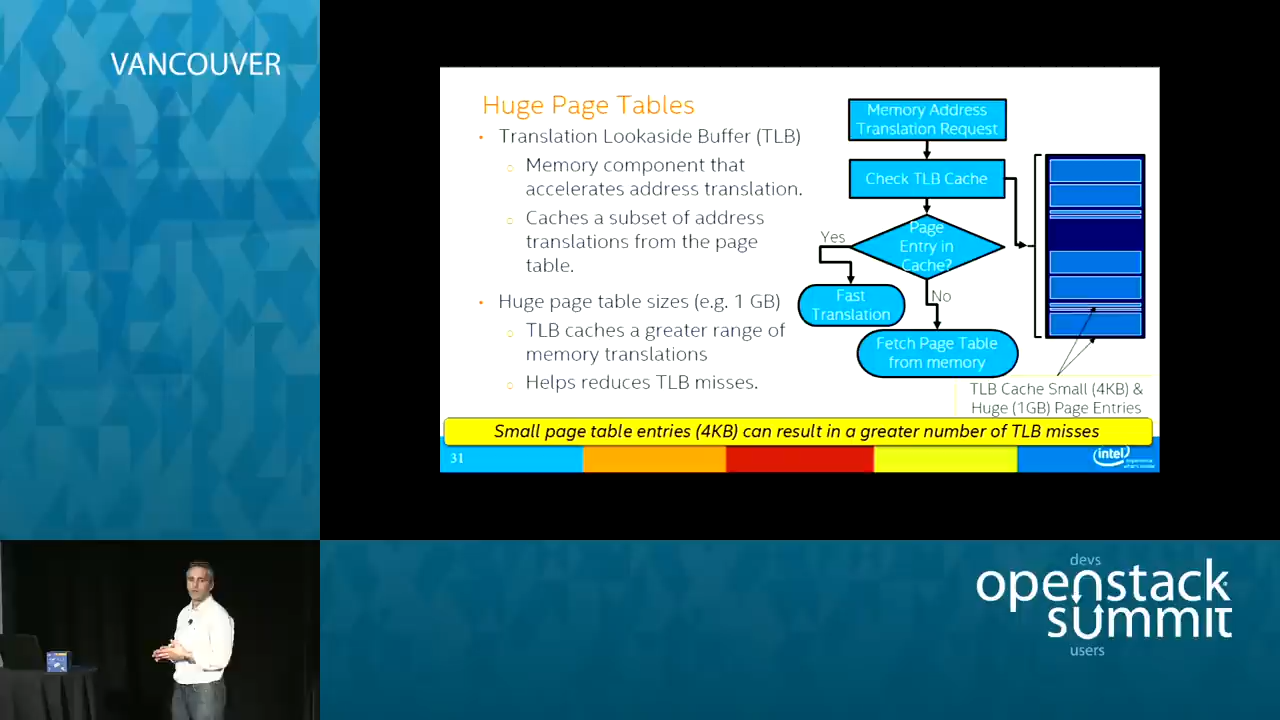 VANCOUVER
Huge Page Tables
• Translation Lookaside Buffer (TLB)
○ Memory component that
accelerates address translation.
○ Caches a subset of address
translations from the page
table.
• Huge page table sizes (e.g. 1 GB)
○ TLB caches a greater range of
memory translations
○ Helps reduces TLB misses.
Memory Address
Translation Request
Check TLB Cache
Page
Entry in
Cache?
Yes
No
Fast
Translation
Fetch Page Table
from memory
TLB Cache Small (4KB) &
Huge (1GB) Page Entries
Small page table entries (4KB) can result in a greater number of TLB misses
31
intel
devs
openstack
summit
users